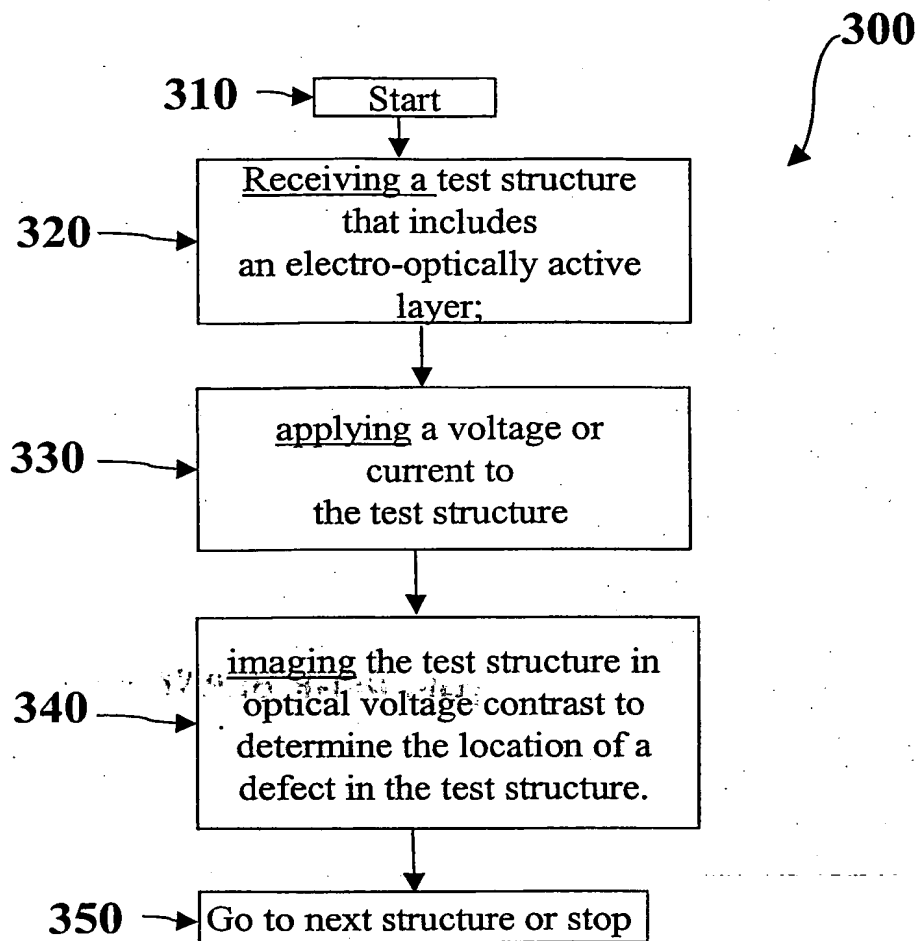 300
310
Start
320
Receiving a test structure
that includes
an electro-optically active
layer;
330
applying a voltage or
current to
the test structure
340
imaging the test structure in
optical voltage contrast to
determine the location of a
defect in the test structure.
350
Go to next structure or stop